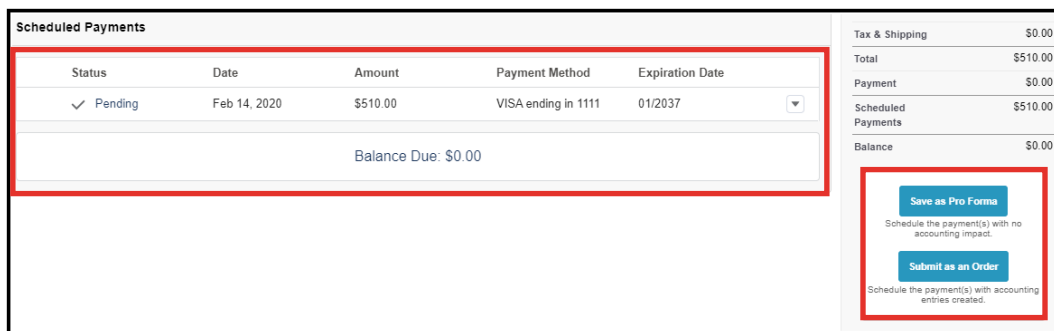 Scheduled Payments
Status Date Amount Payment Method Expiration Date
Pending Feb 14, 2020 $510.00 VISA ending in 1111 01/2037
Balance Due: $0.00
Tax & Shipping $0.00
Total $510.00
Payment $0.00
Scheduled $510.00
Payments
Balance $0.00
Save as Pro Forma
Schedule the payment(s) with no
accounting impact.
Submit as an Order
Schedule the payment(s) with accounting
entries created.